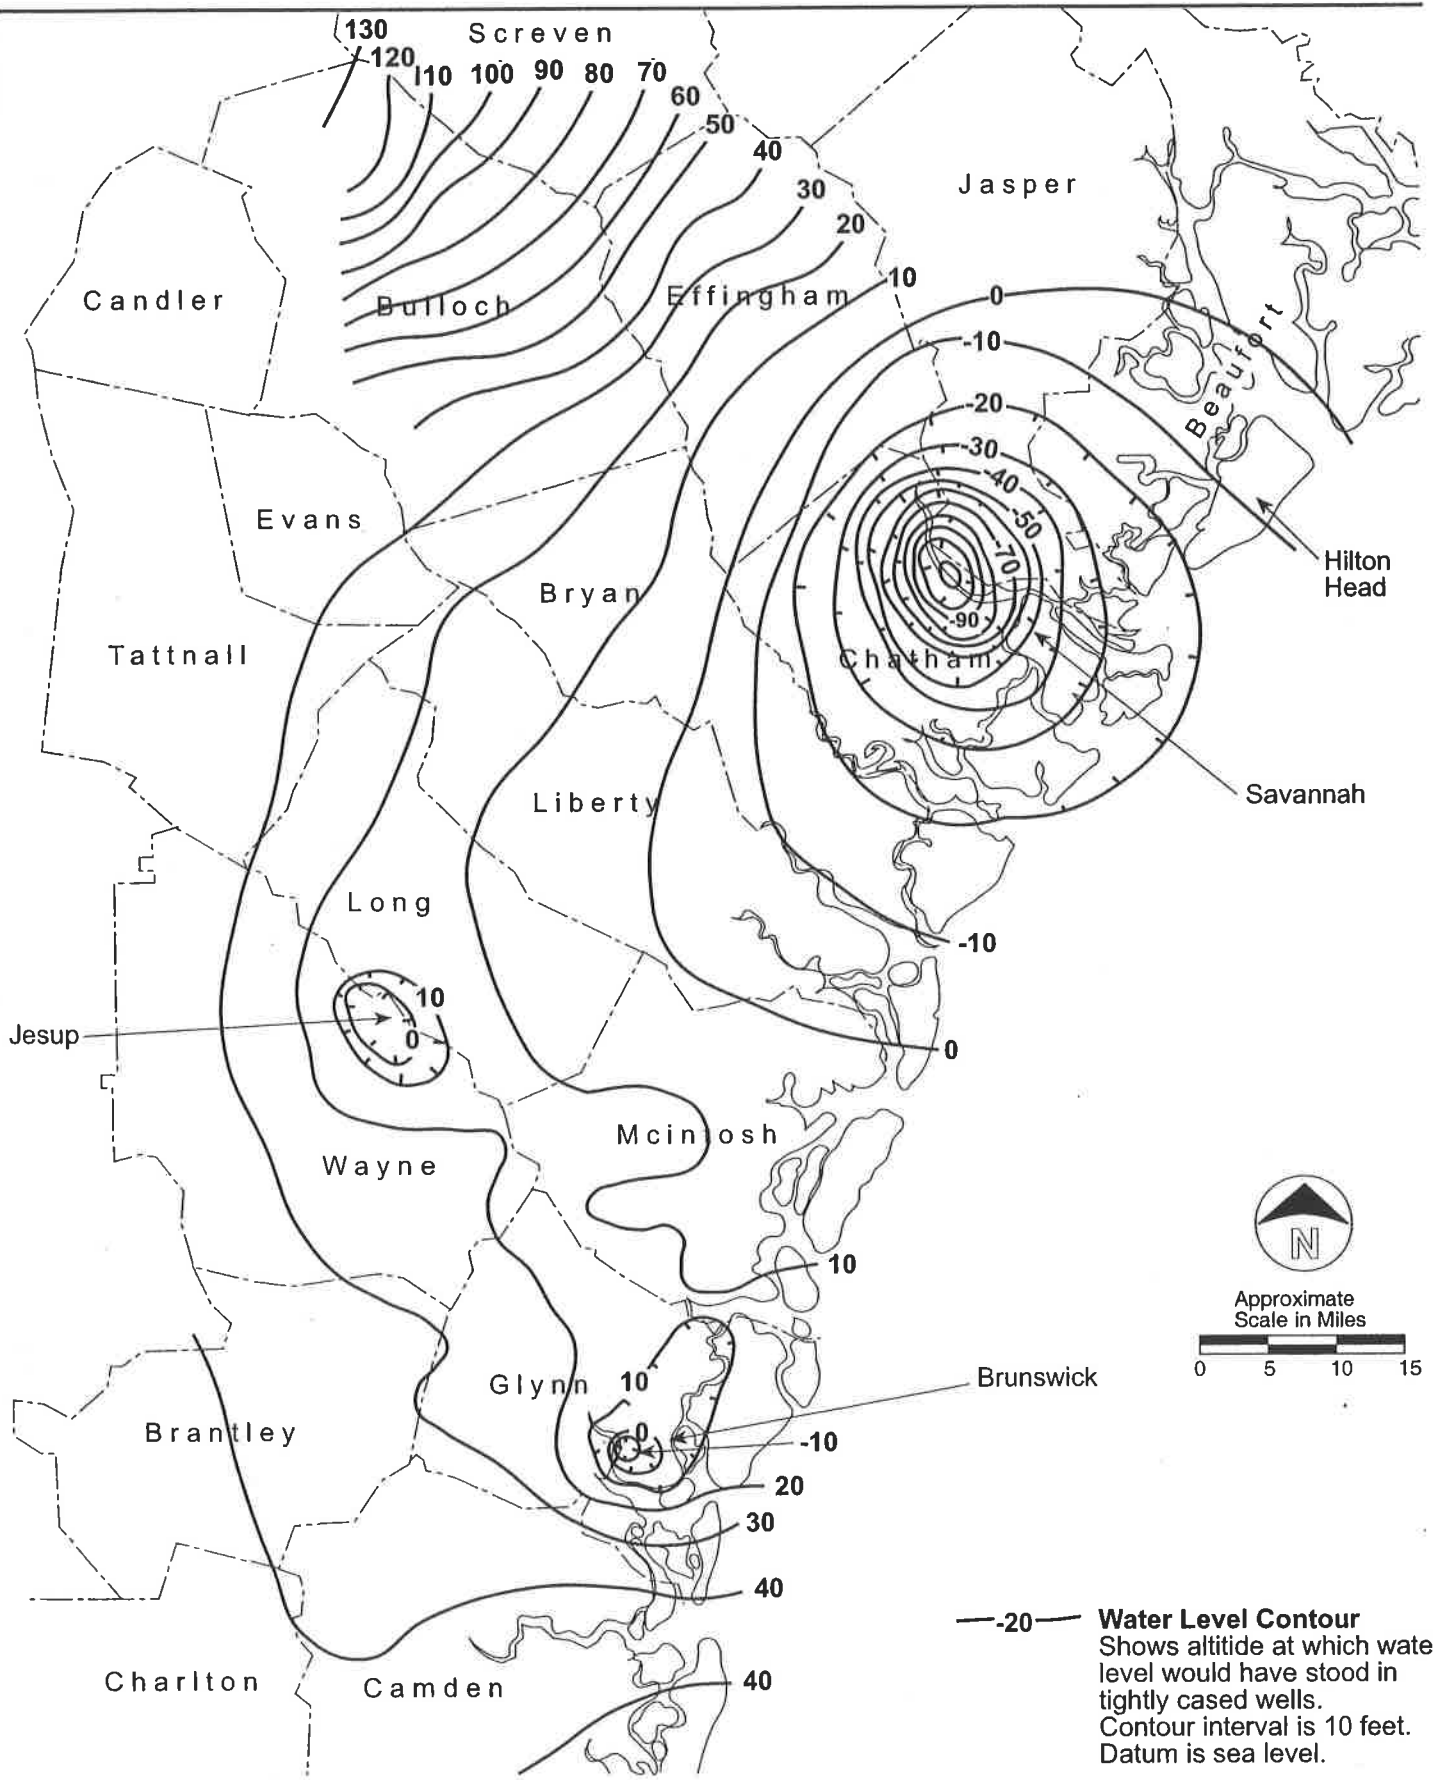 130
Screven
120
110
100
90
80
70
60
50
40
30
20
10
0
-10
-20
-30
-40
-50
-70
-90
Jasper
Candler
Bulloch
Effingham
Beaufort
Evans
Hilton
Head
Bryan
Tattnall
Chatham
Savannah
Liberty
Long
-10
10
0
Jesup
0
Mcintosh
Wayne
10
N
Approximate
Scale in Miles
0 5 10 15
Glynn
10
Brunswick
0
-10
Brantley
20
30
40
-20
Water Level Contour
Shows altitide at which wate
level would have stood in
tightly cased wells.
Contour interval is 10 feet.
Datum is sea level.
Charlton
Camden
40